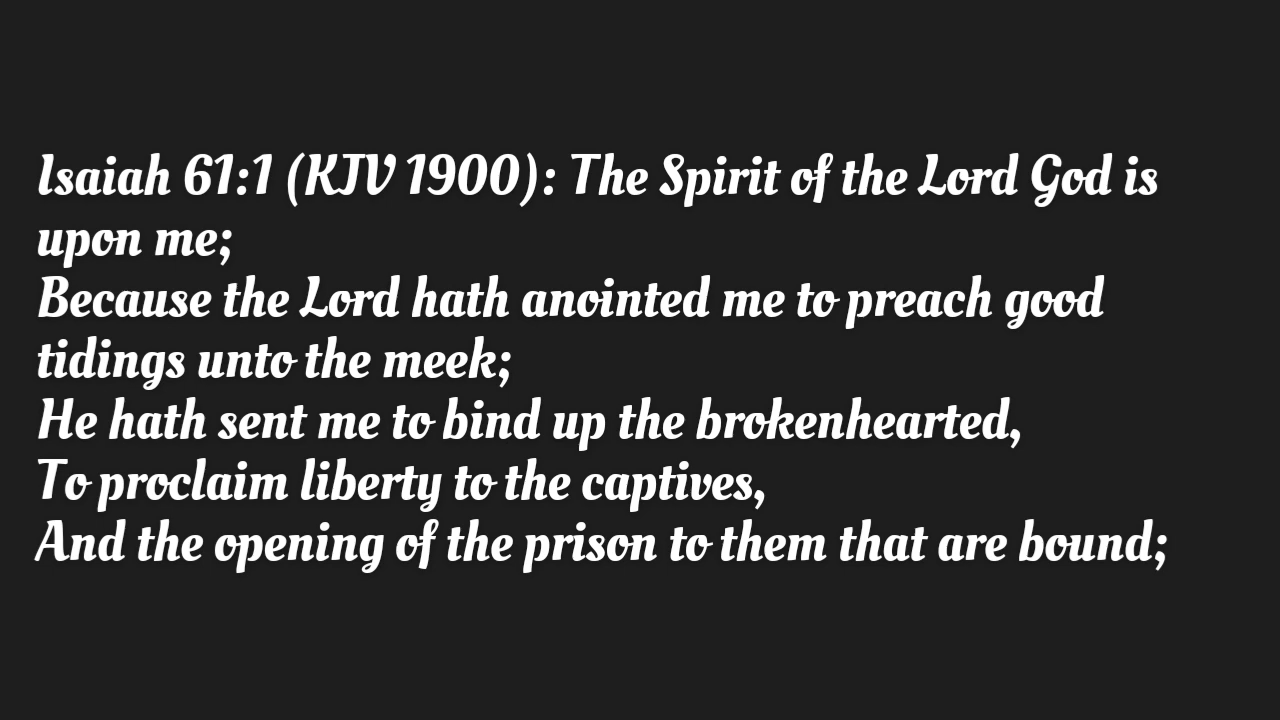 Isaiah 61:1 (KJV 1900): The Spirit of the Lord God is
upon me;
Because the Lord hath anointed me to preach good
tidings unto the meek;
He hath sent me to bind up the brokenhearted,
To proclaim liberty to the captives,
And the opening of the prison to them that are bound;